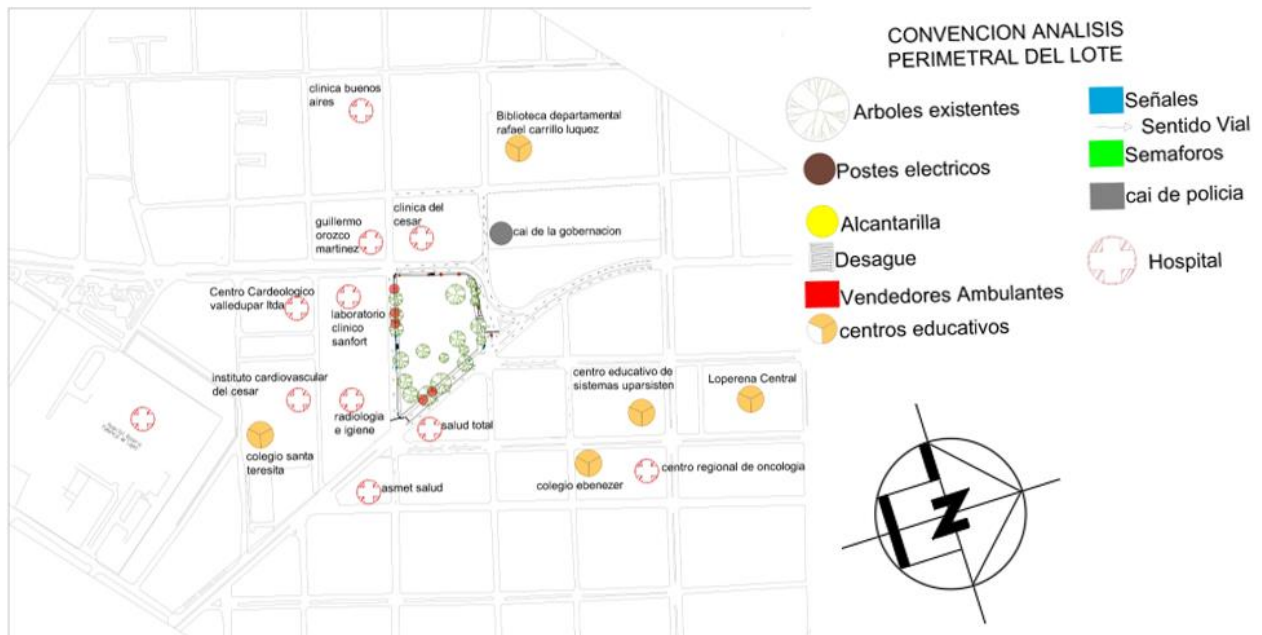 CONVENCION ANALISIS
PERIMETRAL DEL LOTE
Arboles existentes
Postes electricos
Alcantarilla
Desague
Vendedores Ambulantes
centros educativos
Señales
Sentido Vial
Semaforos
cai de policia
Hospital
clinica buenos
aires
Biblioteca departamental
rafael carrillo luquez
guillermo
orozco
martinez
clinica del
cesar
cai de la gobernacion
Centro Cardeologico
valledupar ltda
laboratorio
clinico
sanfort
instituto cardiovascular
del cesar
radiologia
e igiene
centro educativo de
sistemas uparsisten
Loperena Central
colegio santa
teresita
salud total
asmet salud
colegio ebenezer
centro regional de oncologia
N